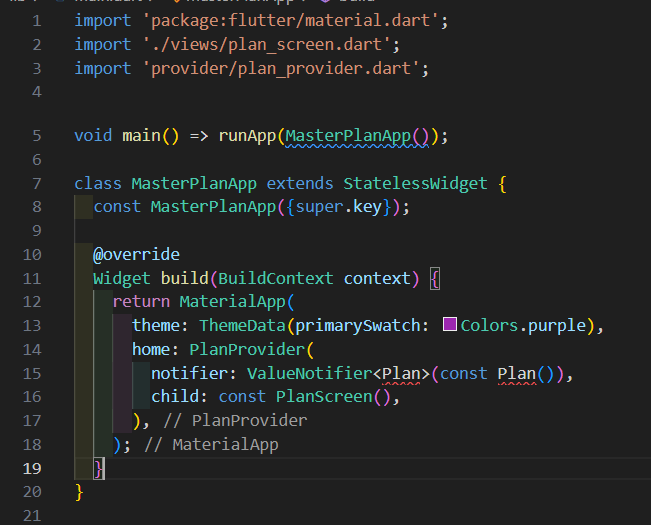 1 import 'package:flutter/material.dart';
2 import './views/plan_screen.dart';
3 import 'provider/plan_provider.dart';
4
5 void main() => runApp(MasterPlanApp());
6
7 class MasterPlanApp extends StatelessWidget {
8 const MasterPlanApp({super.key});
9
10 @override
11 Widget build(BuildContext context) {
12 return MaterialApp(
13 theme: ThemeData(primarySwatch: Colors.purple),
14 home: PlanProvider(
15 notifier: ValueNotifier<Plan>(const Plan()),
16 child: const PlanScreen(),
17 ), // PlanProvider
18 ); // MaterialApp
19 }
20 }
21